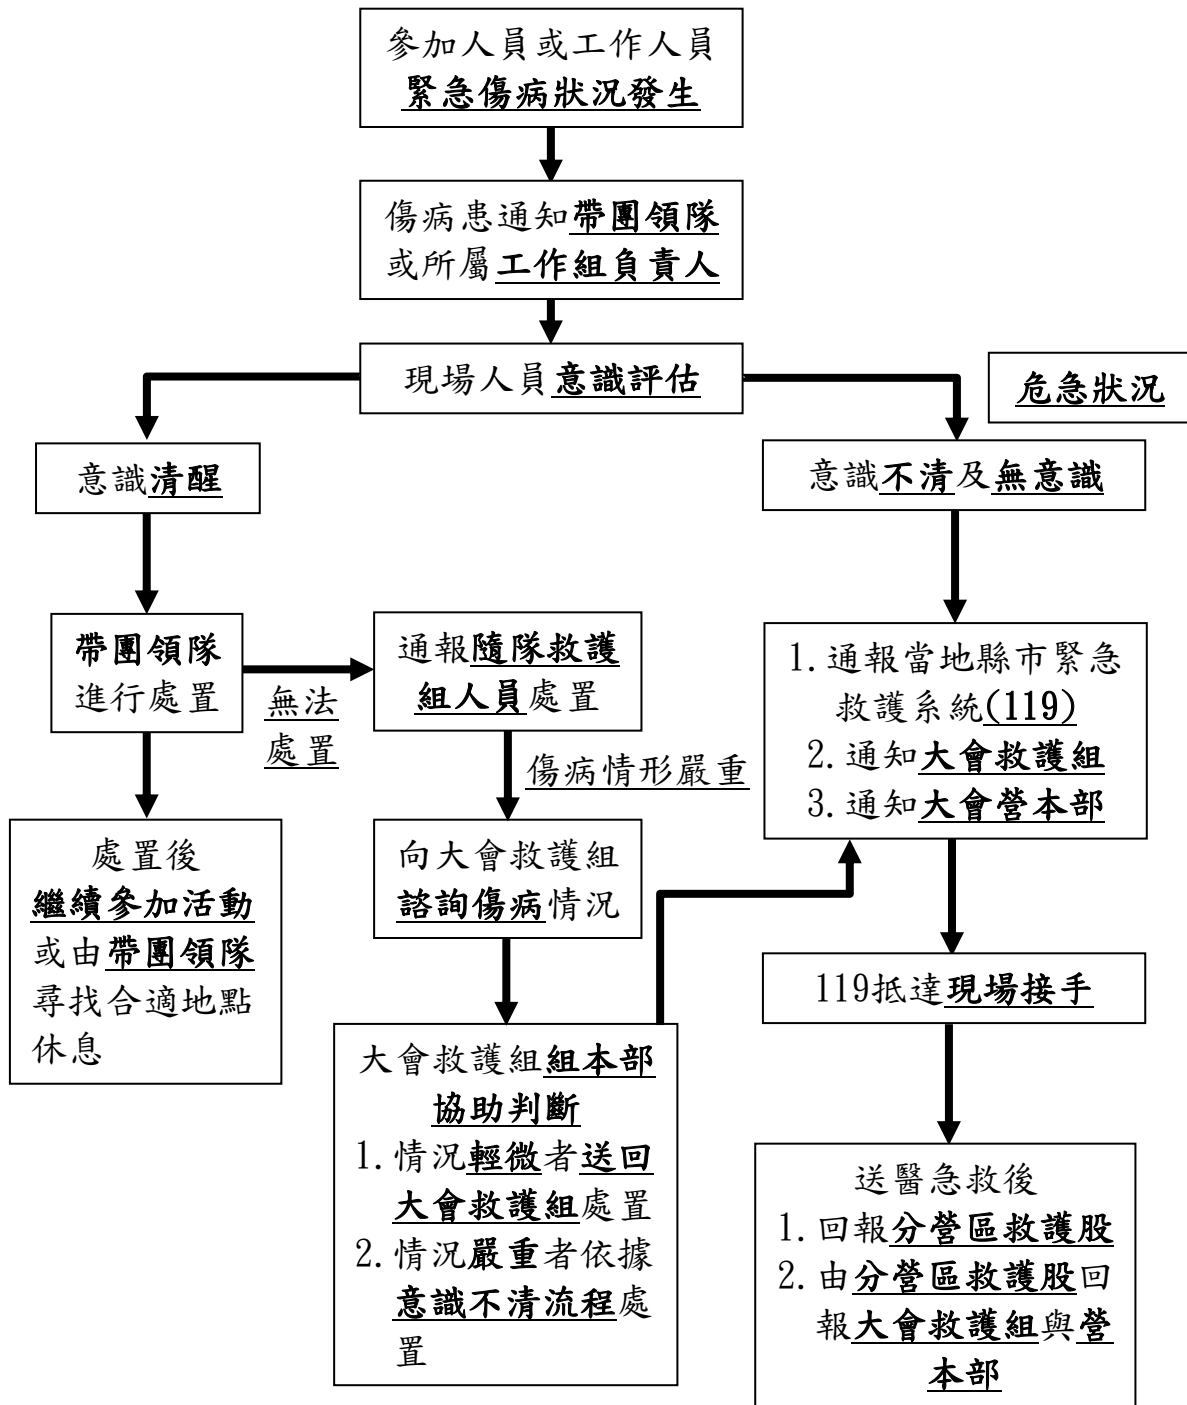 參加人員或工作人員
緊急傷病狀況發生
傷病患通知帶團領隊
或所屬工作組負責人
現場人員意識評估
危急狀況
意識清醒
意識不清及無意識
帶團領隊
進行處置
無法
處置
通報隨隊救護
組人員處置
傷病情形嚴重
1.通報當地縣市緊急
救護系統(119)
2.通知大會救護組
3.通知大會營本部
處置後
繼續參加活動
或由帶團領隊
尋找合適地點
休息
向大會救護組
諮詢傷病情況
119抵達現場接手
大會救護組組本部
協助判斷
1.情況輕微者送回
大會救護組處置
2.情況嚴重者依據
意識不清流程處
置
送醫急救後
1.回報分營區救護股
2.由分營區救護股回
報大會救護組與營
本部